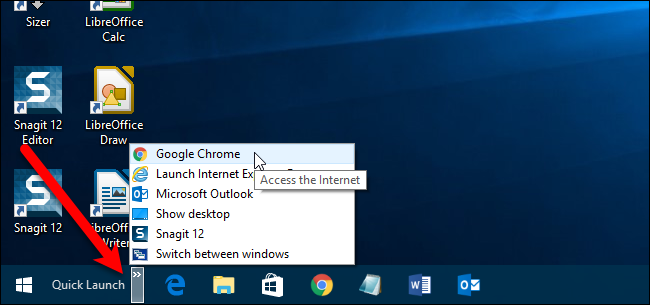 Sizer
LibreOffice
Calc
Snagit 12
Editor
LibreOffice
Draw
Snagit 12
LibreOffi
Writer
Google Chrome
Launch Internet Ex
Access the Internet
Microsoft Outlook
Show desktop
Snagit 12
Switch between windows
Quick Launch
»